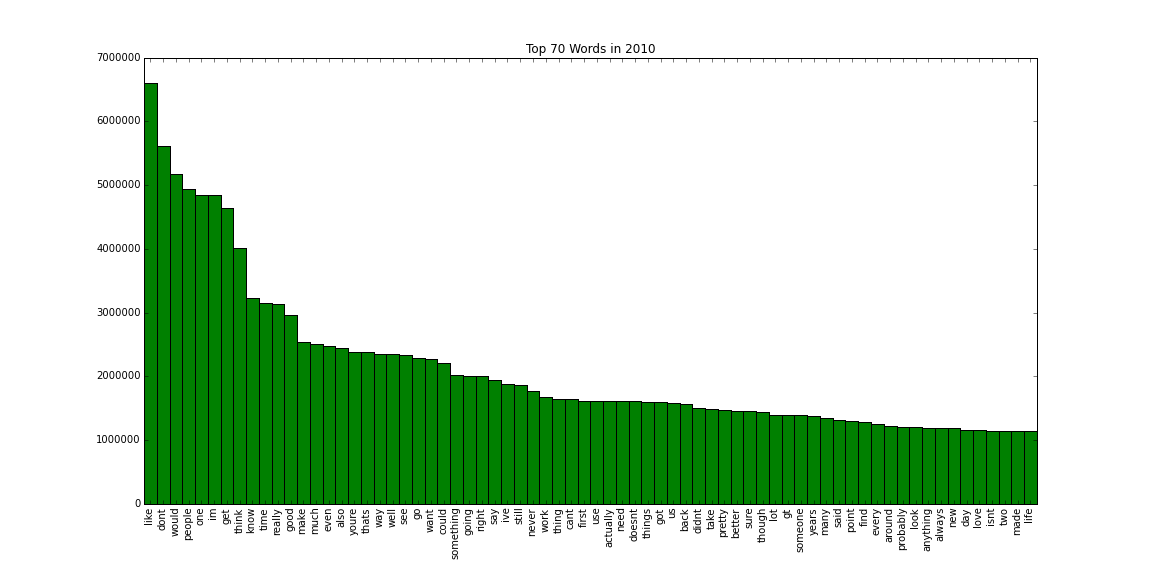 Top 70 Words in 2010
7000000
6000000
5000000
4000000
3000000
2000000
1000000
0
like
dont
would
people
one
im
get
think
know
time
really
good
make
much
even
also
youre
thats
way
well
see
go
want
could
something
going
right
say
ive
still
never
work
thing
cant
first
use
actually
need
doesnt
things
got
us
back
didnt
take
pretty
better
sure
though
lot
gt
someone
years
many
said
point
find
every
around
probably
look
anything
always
new
day
love
isnt
two
made
life